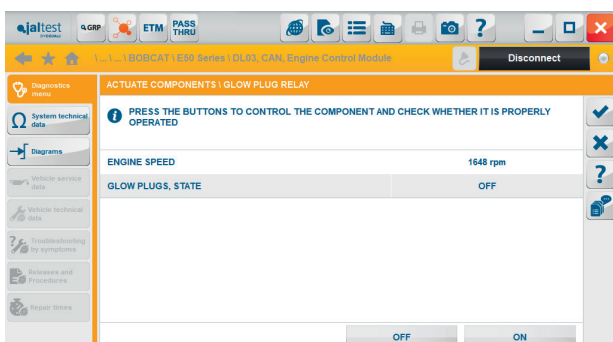 jaltest
GRP
ETM
PASS
THRU
\...\...\ BOBCAT \ E50 Series \ DL03, CAN, Engine Control Module
Disconnect
Diagnostics
menu
ACTUATE COMPONENTS \ GLOW PLUG RELAY
System technical
data
Diagrams
Vehicle service
data
Vehicle technical
data
Troubleshooting
by symptoms
Releases and
Procedures
Repair times
PRESS THE BUTTONS TO CONTROL THE COMPONENT AND CHECK WHETHER IT IS PROPERLY
OPERATED
ENGINE SPEED 1648 rpm
GLOW PLUGS, STATE OFF
OFF ON